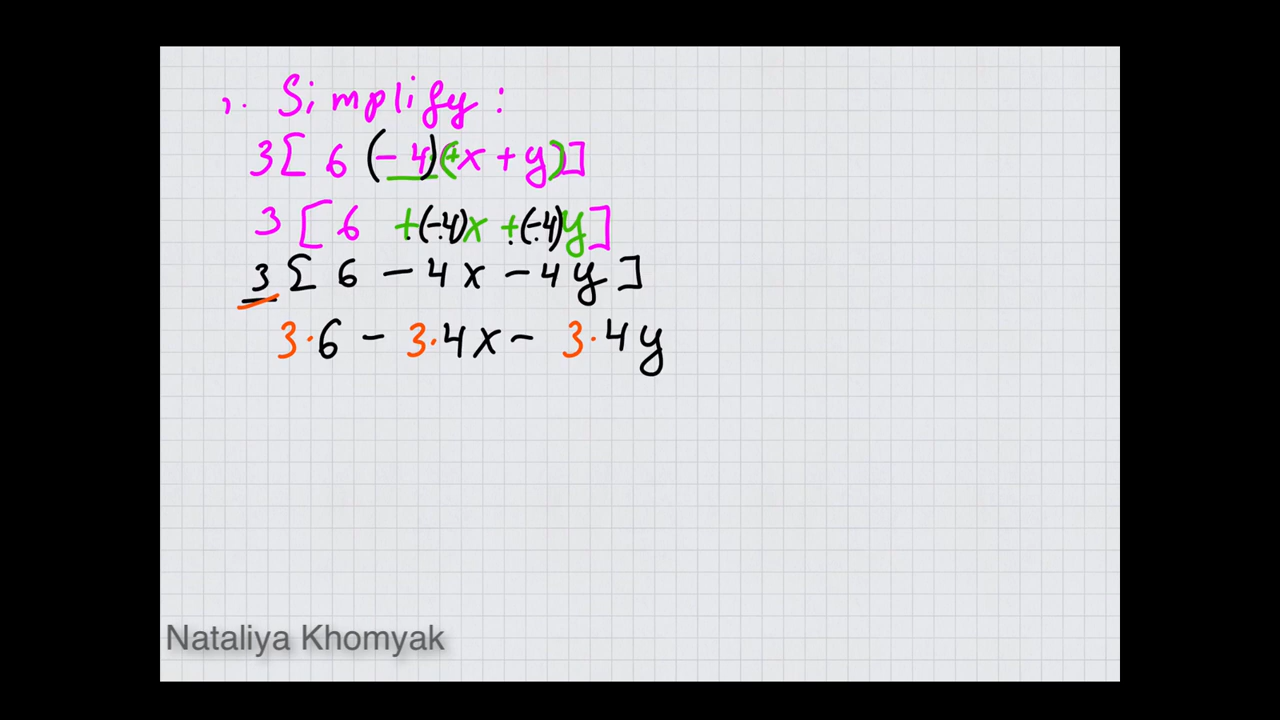 1. Simplify:
3[ 6 (- 4)(+x + y)]
3 [ 6 +(-4)x +(-4)y ]
3 [ 6 - 4x - 4y ]
3·6 - 3·4x - 3·4y
Nataliya Khomyak